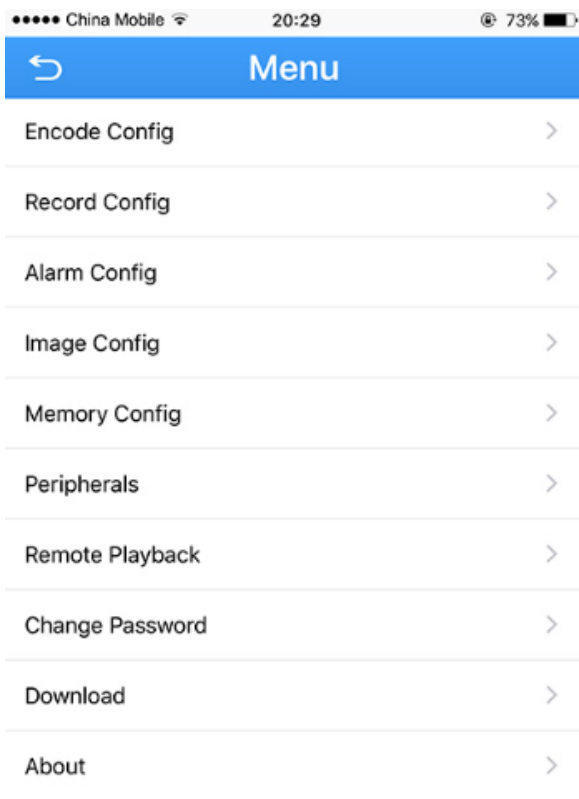 China Mobile 20:29 73%
Menu
Encode Config
Record Config
Alarm Config
Image Config
Memory Config
Peripherals
Remote Playback
Change Password
Download
About